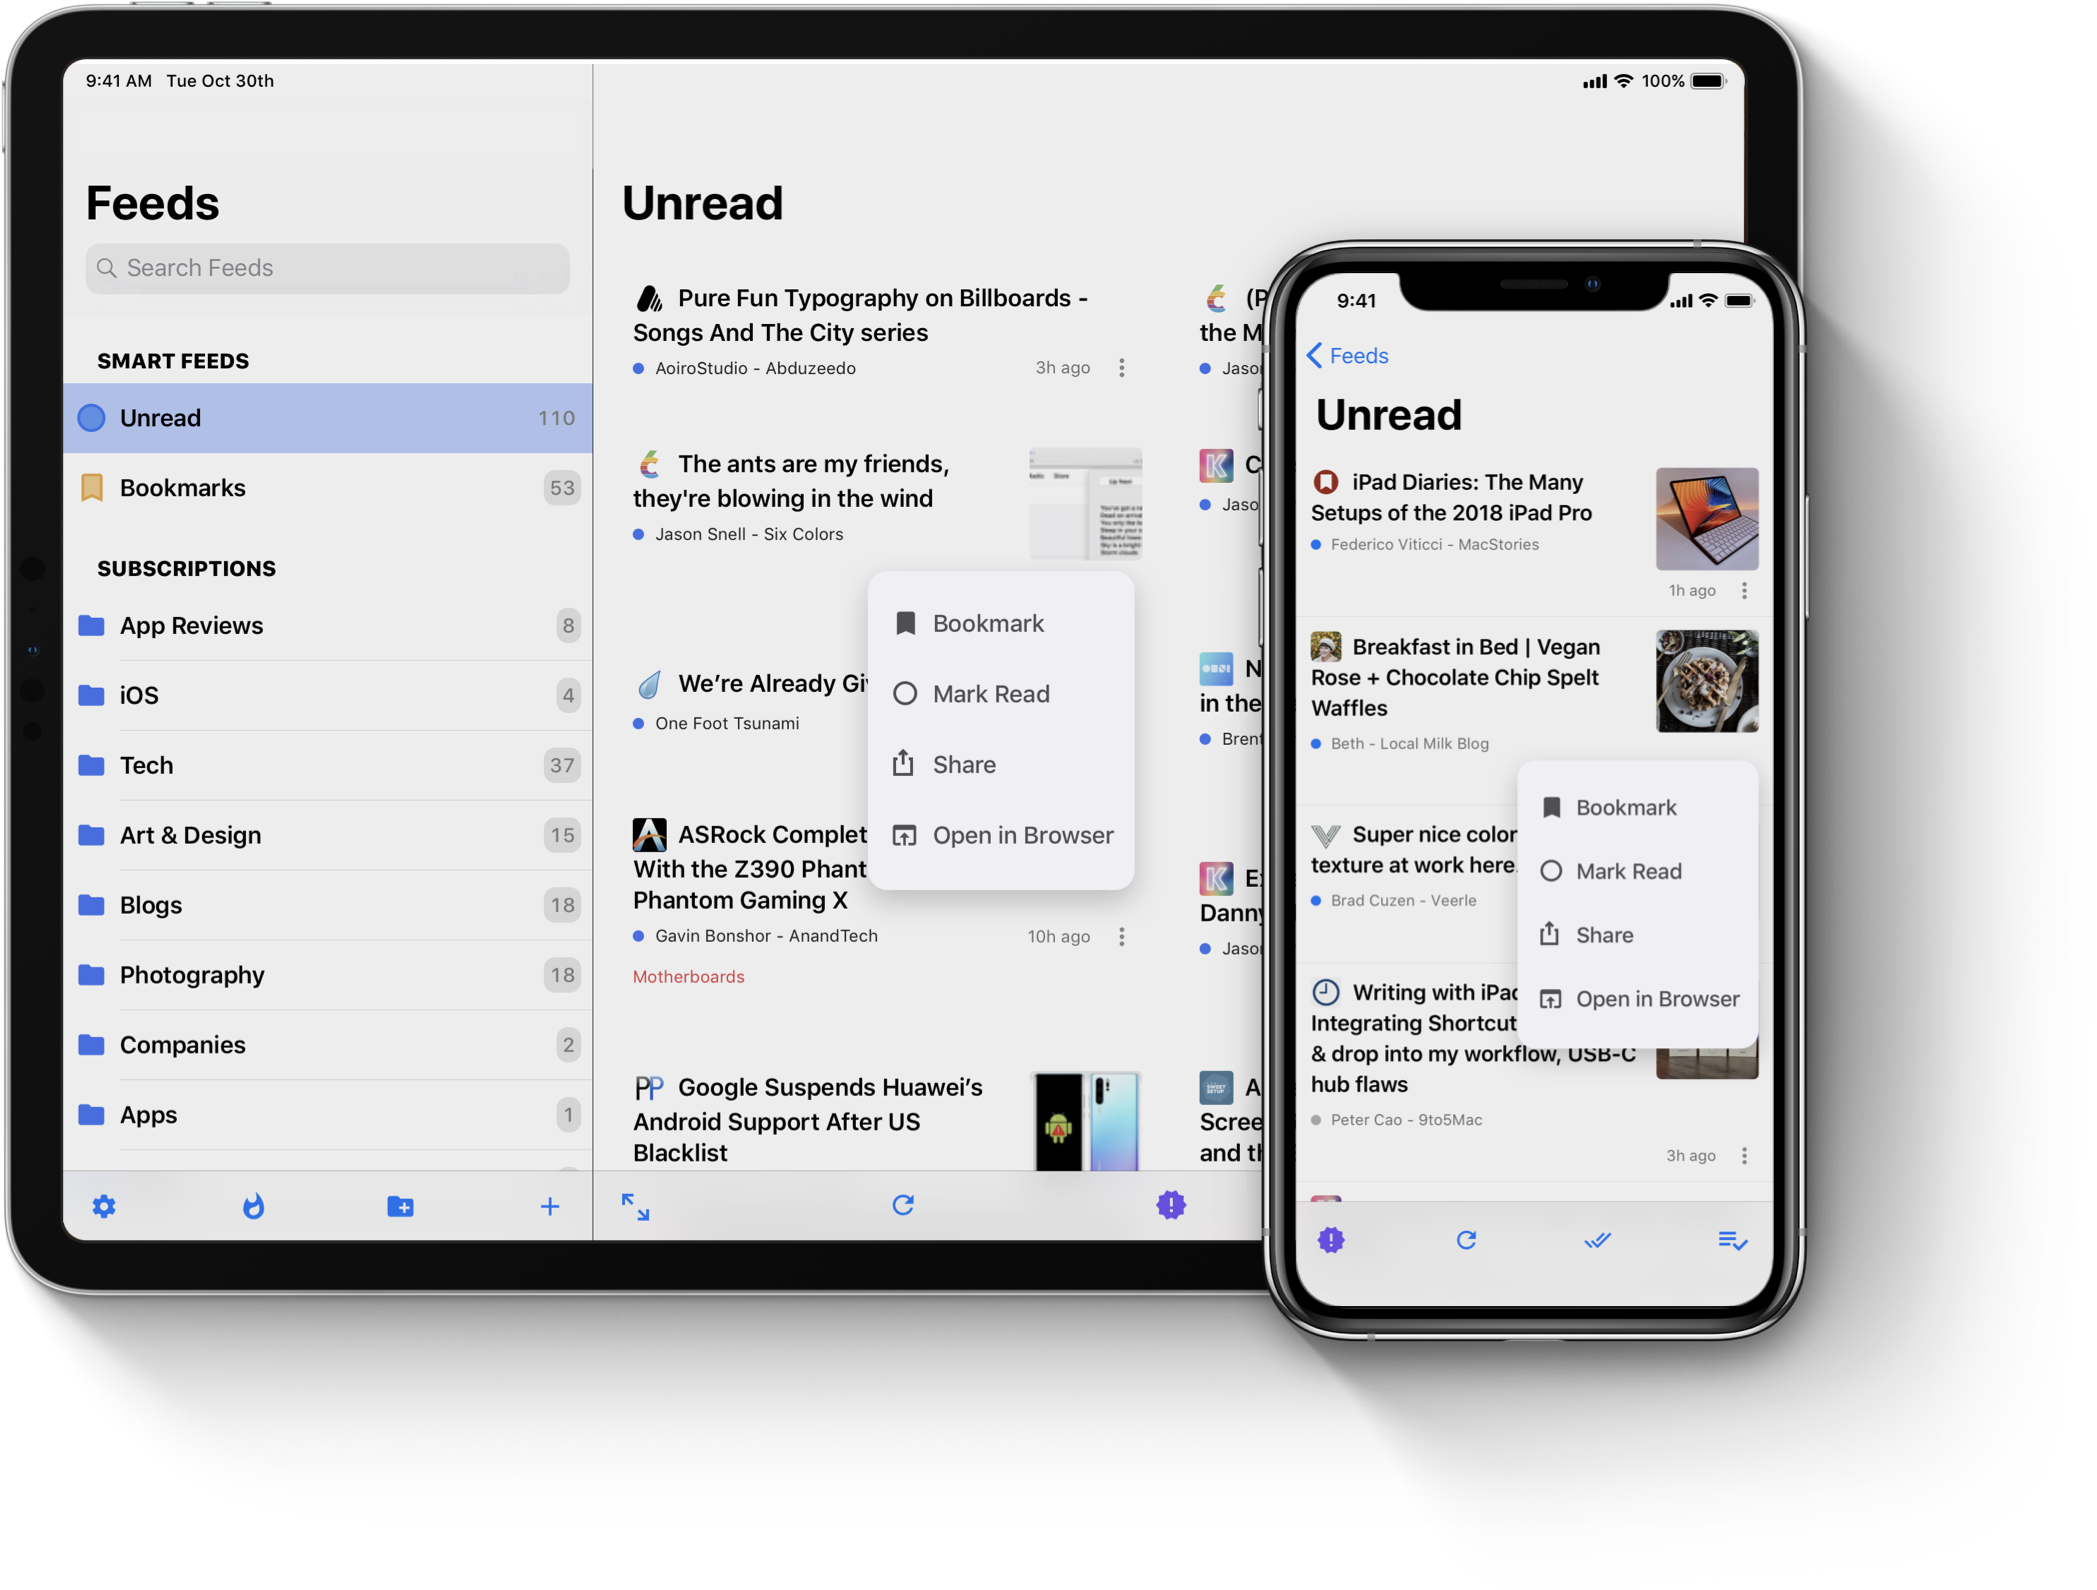 9:41 AM Tue Oct 30th
100%
Feeds
Search Feeds
SMART FEEDS
Unread 110
Bookmarks 53
SUBSCRIPTIONS
App Reviews 8
iOS 4
Tech 37
Art & Design 15
Blogs 18
Photography 18
Companies 2
Apps 1
Unread
Pure Fun Typography on Billboards -
Songs And The City series
AoiroStudio - Abduzeedo 3h ago
The ants are my friends,
they're blowing in the wind
Jason Snell - Six Colors
Up Next
We're Already Gi
One Foot Tsunami
ASRock Complet
With the Z390 Phant
Phantom Gaming X
Gavin Bonshor - AnandTech 10h ago
Motherboards
PP Google Suspends Huawei's
Android Support After US
Blacklist
Bookmark
Mark Read
Share
Open in Browser
(P
the M
Jaso
K C
Jaso
N
in the
Brent
K E
Danny
Jaso
A
Scree
and th
9:41
Feeds
Unread
iPad Diaries: The Many
Setups of the 2018 iPad Pro
Federico Viticci - MacStories
1h ago
Breakfast in Bed | Vegan
Rose + Chocolate Chip Spelt
Waffles
Beth - Local Milk Blog
Super nice color
texture at work here.
Brad Cuzen - Veerle
Writing with iPad
Integrating Shortcut
& drop into my workflow, USB-C
hub flaws
Peter Cao - 9to5Mac
3h ago
Bookmark
Mark Read
Share
Open in Browser